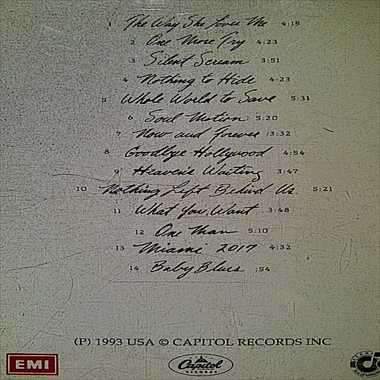 1 The Way She Loves Me 4:15
2 One More Try 4:23
3 Silent Scream 3:51
4 Nothing to Hide 4:23
5 Whole World to Save 5:31
6 Soul Motion 5:20
7 Now and Forever 3:32
8 Goodbye Hollywood 4:54
9 Heaven's Waiting 3:47
10 Nothing Left Behind Us 5:21
11 What You Want 3:48
12 One Man 5:10
13 Miami 2017 4:32
14 Baby Blues :54
(P) 1993 USA © CAPITOL RECORDS INC
EMI
Capitol
RECORDS